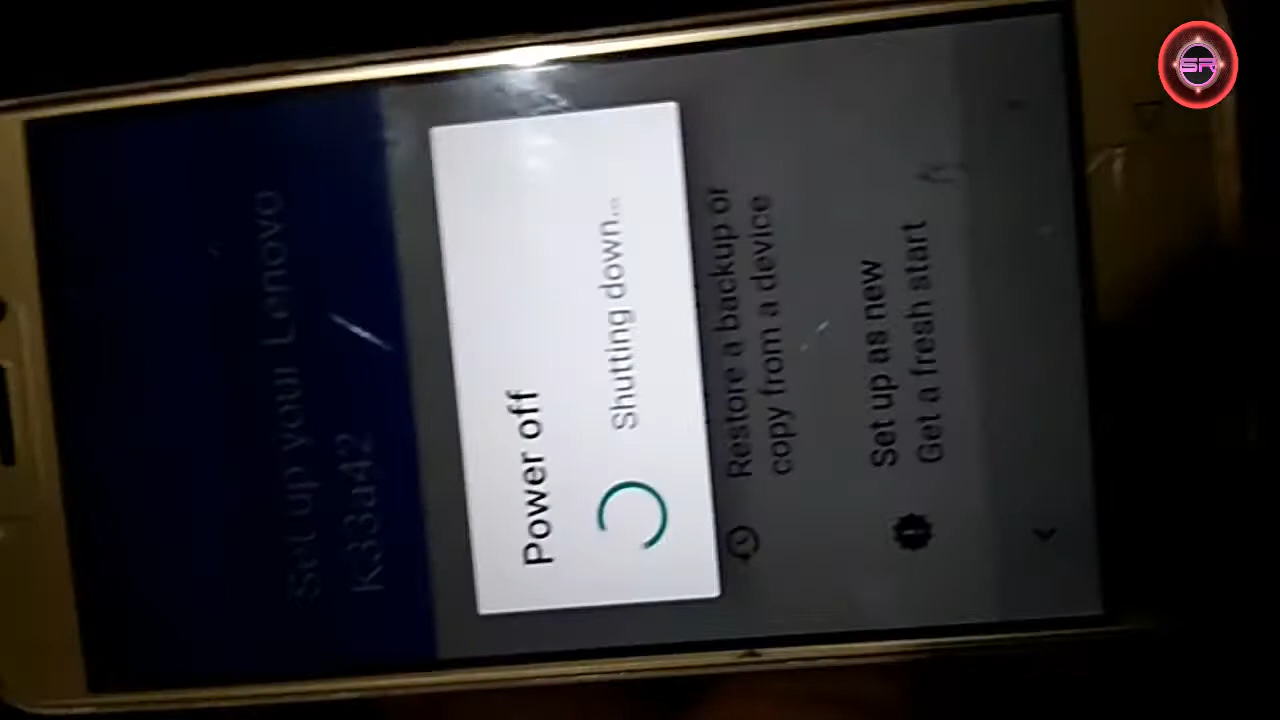 Set up your Lenovo
K33a42
Power off
Shutting down...
Restore a backup or
copy from a device
Set up as new
Get a fresh start
SR